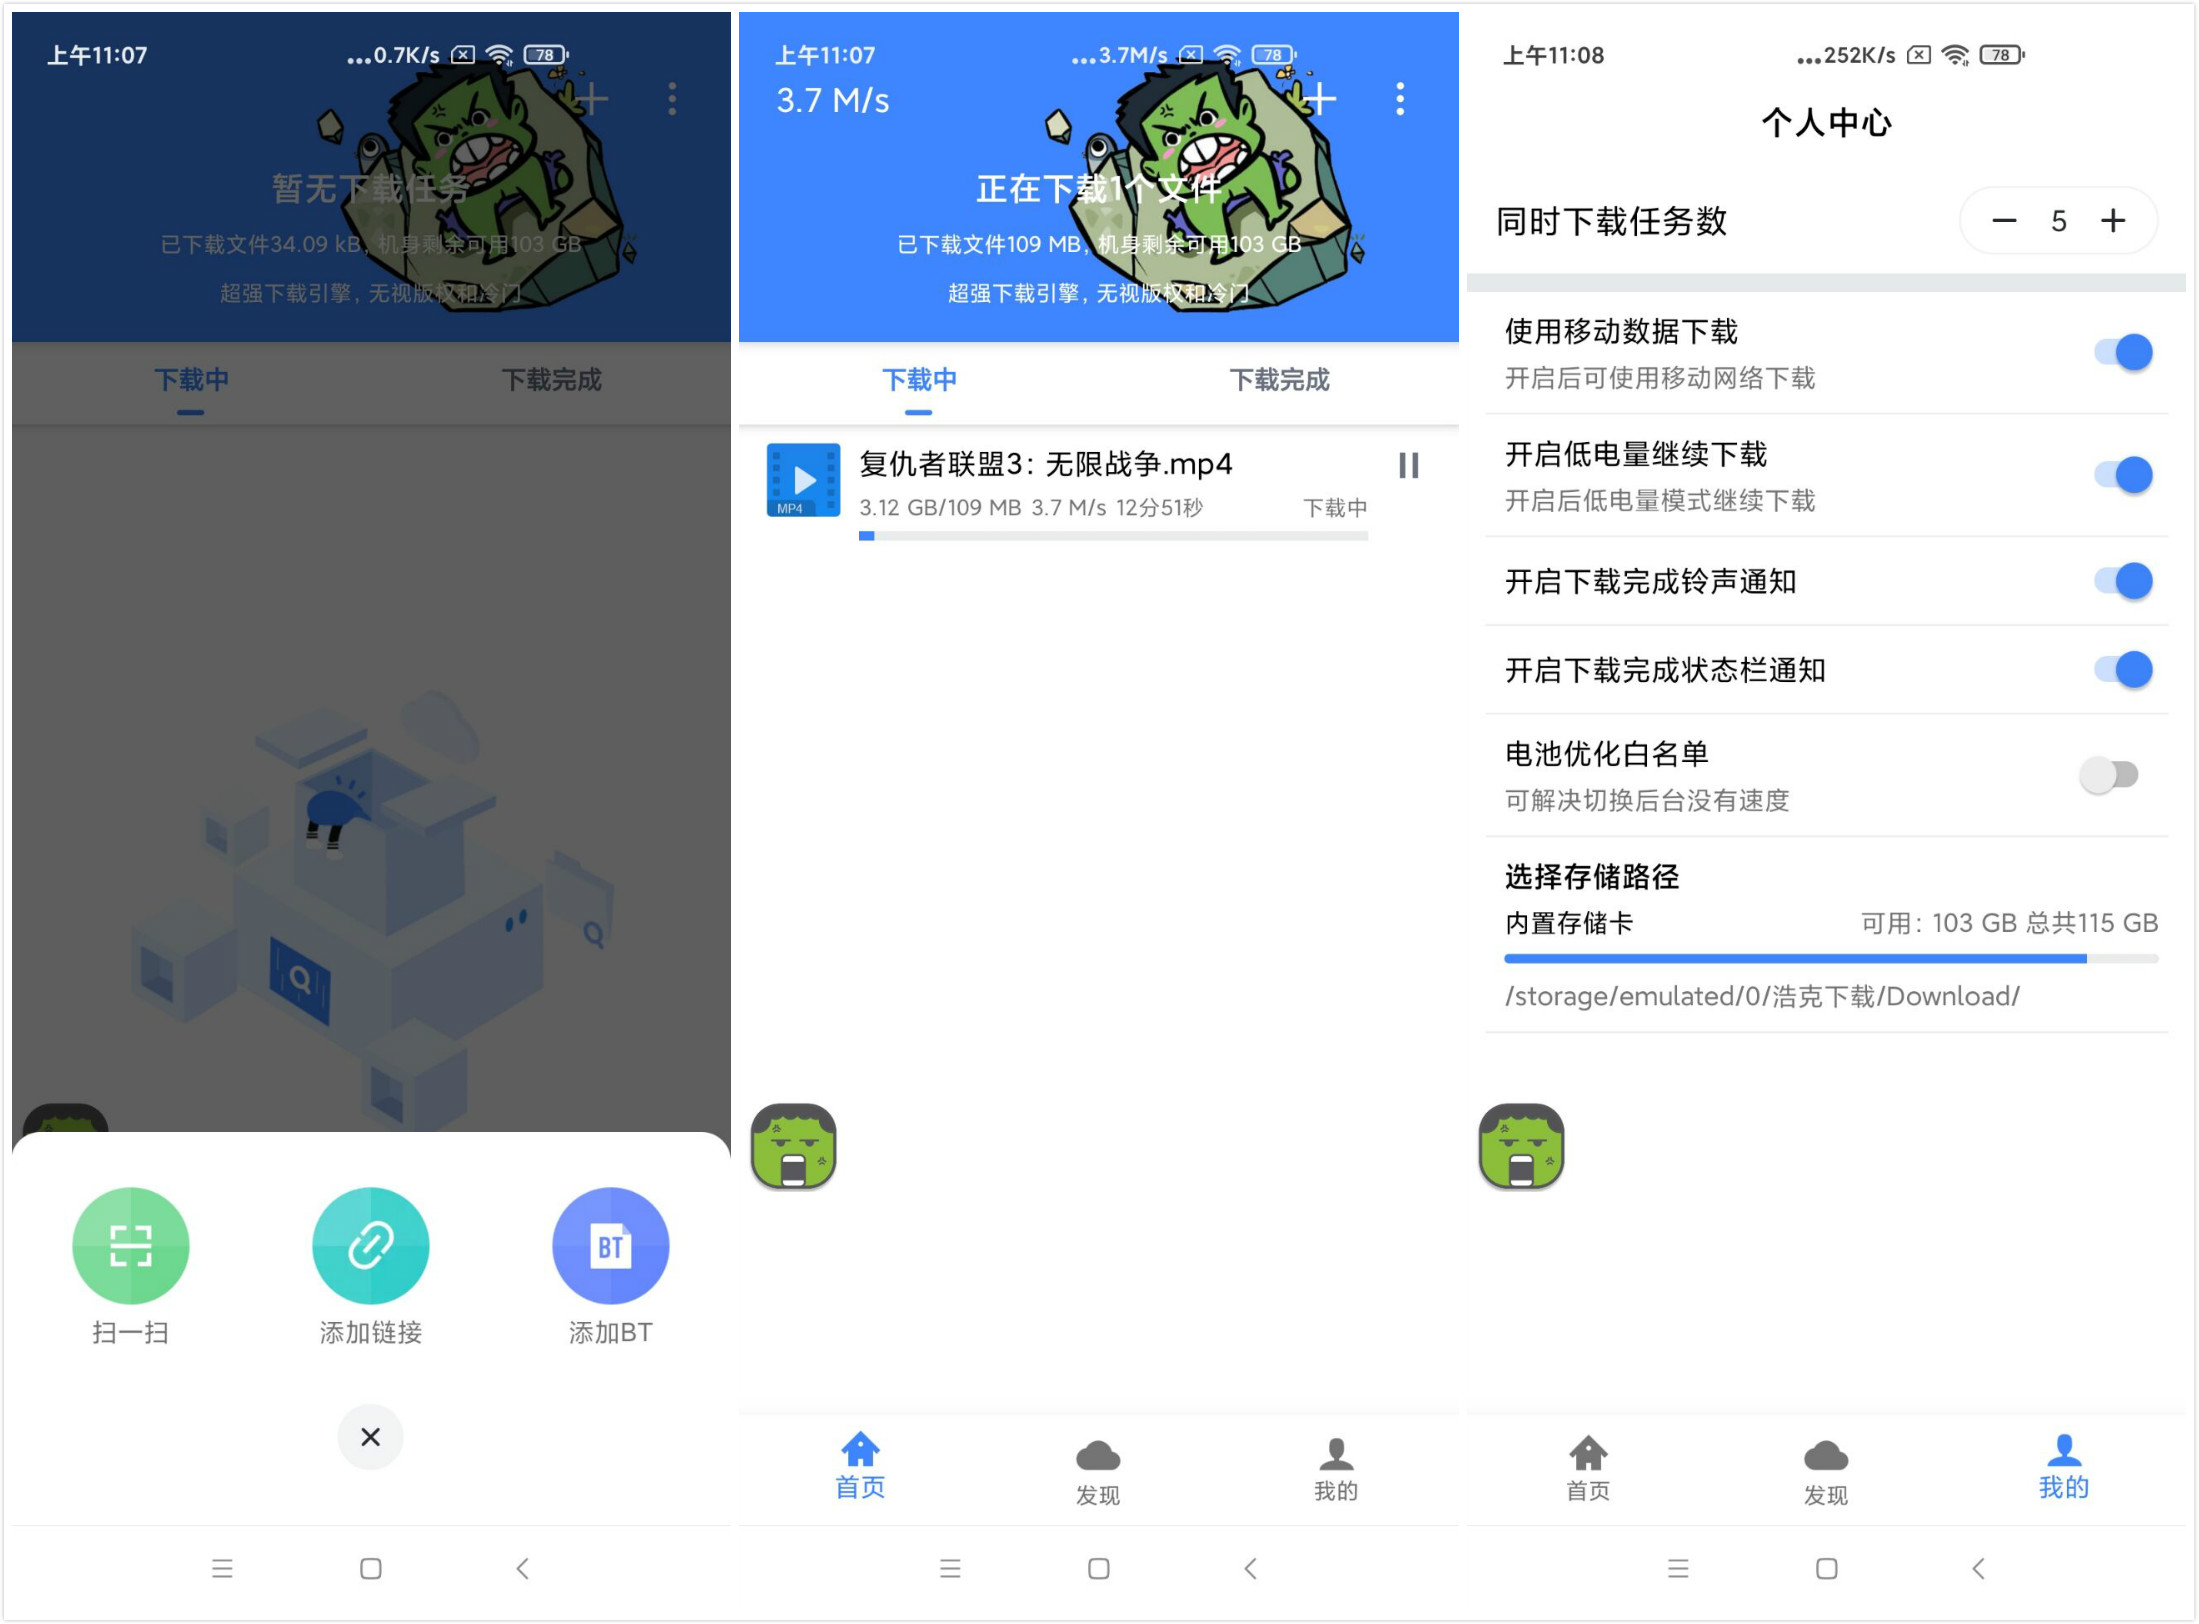 上午11:07
...0.7K/s
78
暂无下载任务
已下载文件34.09 kB, 机身剩余可用103 GB
超强下载引擎, 无视版权和冷门
下载中
下载完成
扫一扫
添加链接
BT
添加BT
上午11:07
...3.7M/s
78
3.7 M/s
正在下载1个文件
已下载文件109 MB, 机身剩余可用103 GB
超强下载引擎, 无视版权和冷门
下载中
下载完成
MP4
复仇者联盟3：无限战争.mp4
3.12 GB/109 MB 3.7 M/s 12分51秒
下载中
首页
发现
我的
上午11:08
...252K/s
78
个人中心
同时下载任务数
5
使用移动数据下载
开启后可使用移动网络下载
开启低电量继续下载
开启后低电量模式继续下载
开启下载完成铃声通知
开启下载完成状态栏通知
电池优化白名单
可解决切换后台没有速度
选择存储路径
内置存储卡
可用：103 GB 总共115 GB
/storage/emulated/0/浩克下载/Download/
首页
发现
我的